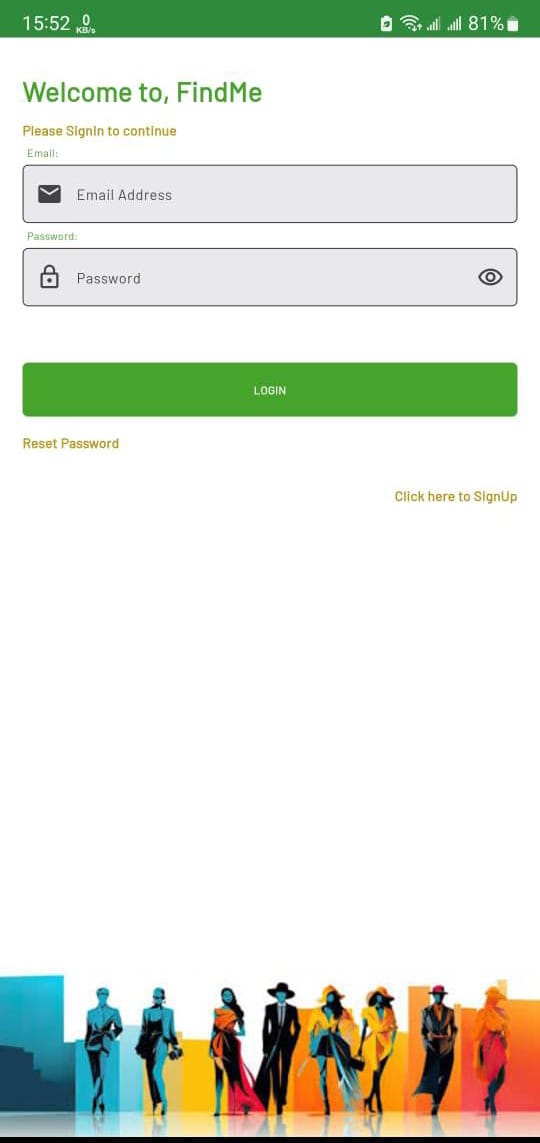 15:52 0 KB/s 81%
Welcome to, FindMe
Please SignIn to continue
Email:
Email Address
Password:
Password
LOGIN
Reset Password
Click here to SignUp